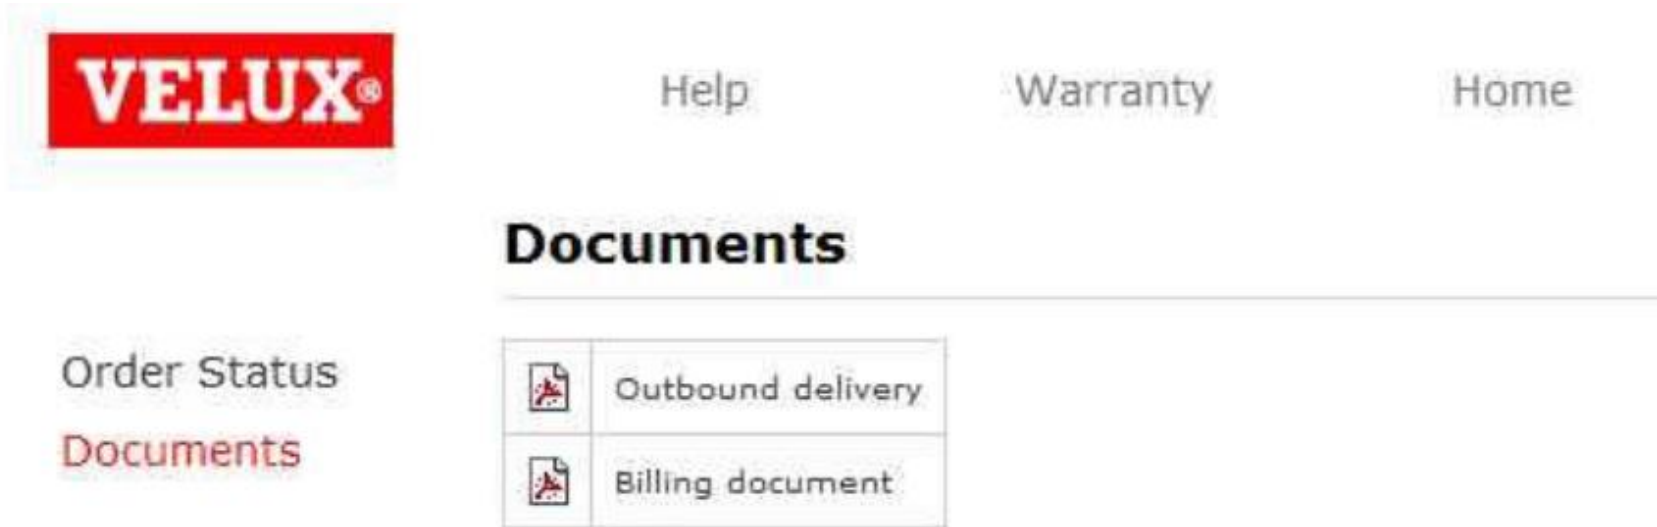 VELUX®
Help Warranty Home
Documents
Order Status
Documents
Outbound delivery
Billing document